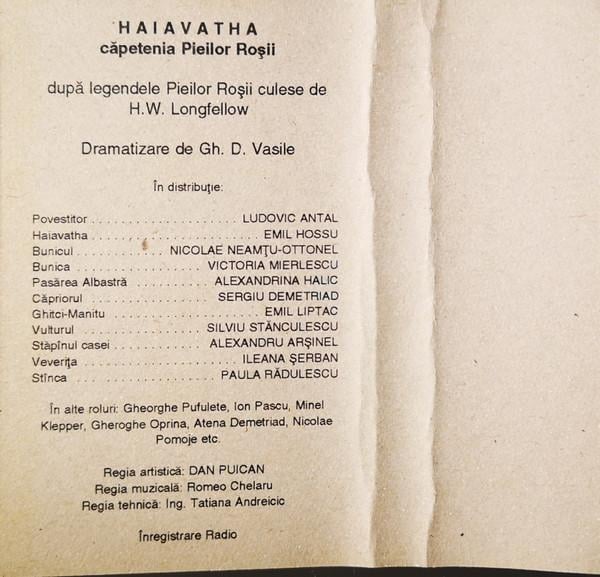 HAIAVATHA
căpetenia Pieilor Roşii
după legendele Pieilor Roşii culese de
H.W. Longfellow
Dramatizare de Gh. D. Vasile
În distribuţie:
Povestitor . . . . . . . . . . . . . . . . . . . . . . LUDOVIC ANTAL
Haiavatha . . . . . . . . . . . . . . . . . . . . . . . . . EMIL HOSSU
Bunicul . . . . . . . . . . . . . NICOLAE NEAMŢU-OTTONEL
Bunica . . . . . . . . . . . . . . . . . . . VICTORIA MIERLESCU
Pasărea Albastră . . . . . . . . . . . . ALEXANDRINA HALIC
Căpriorul . . . . . . . . . . . . . . . . . . . SERGIU DEMETRIAD
Ghitci-Manitu . . . . . . . . . . . . . . . . . . . . . . . EMIL LIPTAC
Vulturul . . . . . . . . . . . . . . . . . . SILVIU STĂNCULESCU
Stăpînul casei . . . . . . . . . . . . . . ALEXANDRU ARŞINEL
Veveriţa . . . . . . . . . . . . . . . . . . . . . . . ILEANA ŞERBAN
Stînca . . . . . . . . . . . . . . . . . . . . . PAULA RĂDULESCU
În alte roluri: Gheorghe Pufulete, Ion Pascu, Minel
Klepper, Gheroghe Oprina, Atena Demetriad, Nicolae
Pomoje etc.
Regia artistică: DAN PUICAN
Regia muzicală: Romeo Chelaru
Regia tehnică: Ing. Tatiana Andreicic
Înregistrare Radio